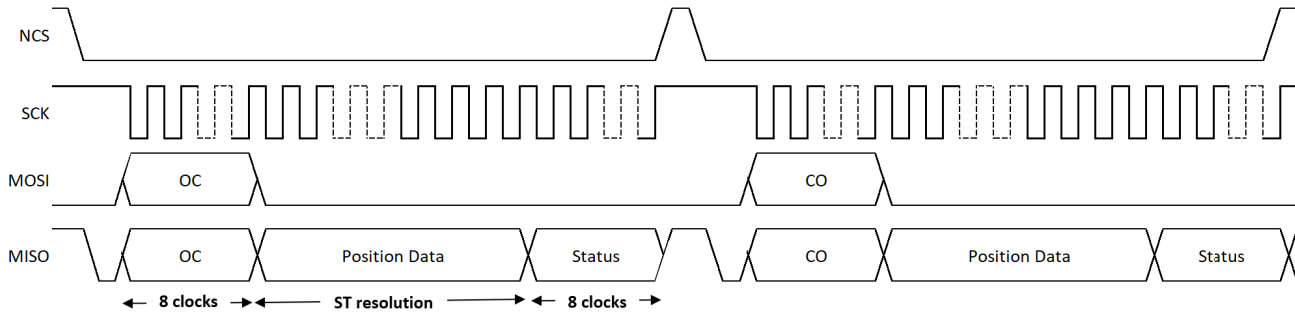 NCS
SCK
MOSI OC CO
MISO OC Position Data Status CO Position Data Status
8 clocks ST resolution 8 clocks